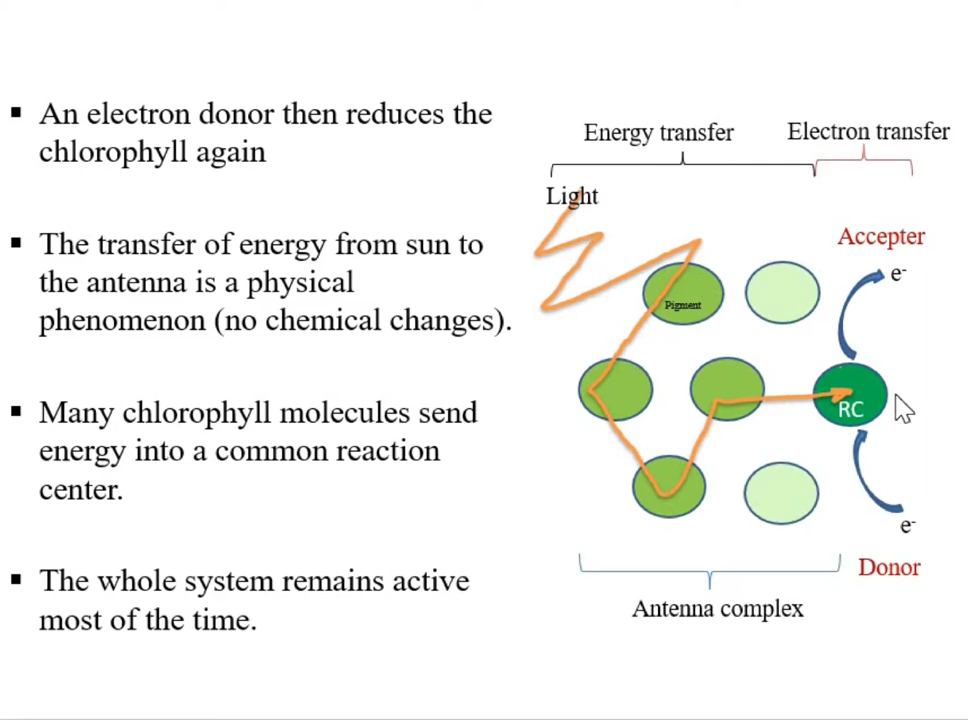 ▪ An electron donor then reduces the
chlorophyll again
▪ The transfer of energy from sun to
the antenna is a physical
phenomenon (no chemical changes).
▪ Many chlorophyll molecules send
energy into a common reaction
center.
▪ The whole system remains active
most of the time.
Energy transfer
Electron transfer
Light
Accepter
e-
Pigment
RC
e-
Donor
Antenna complex